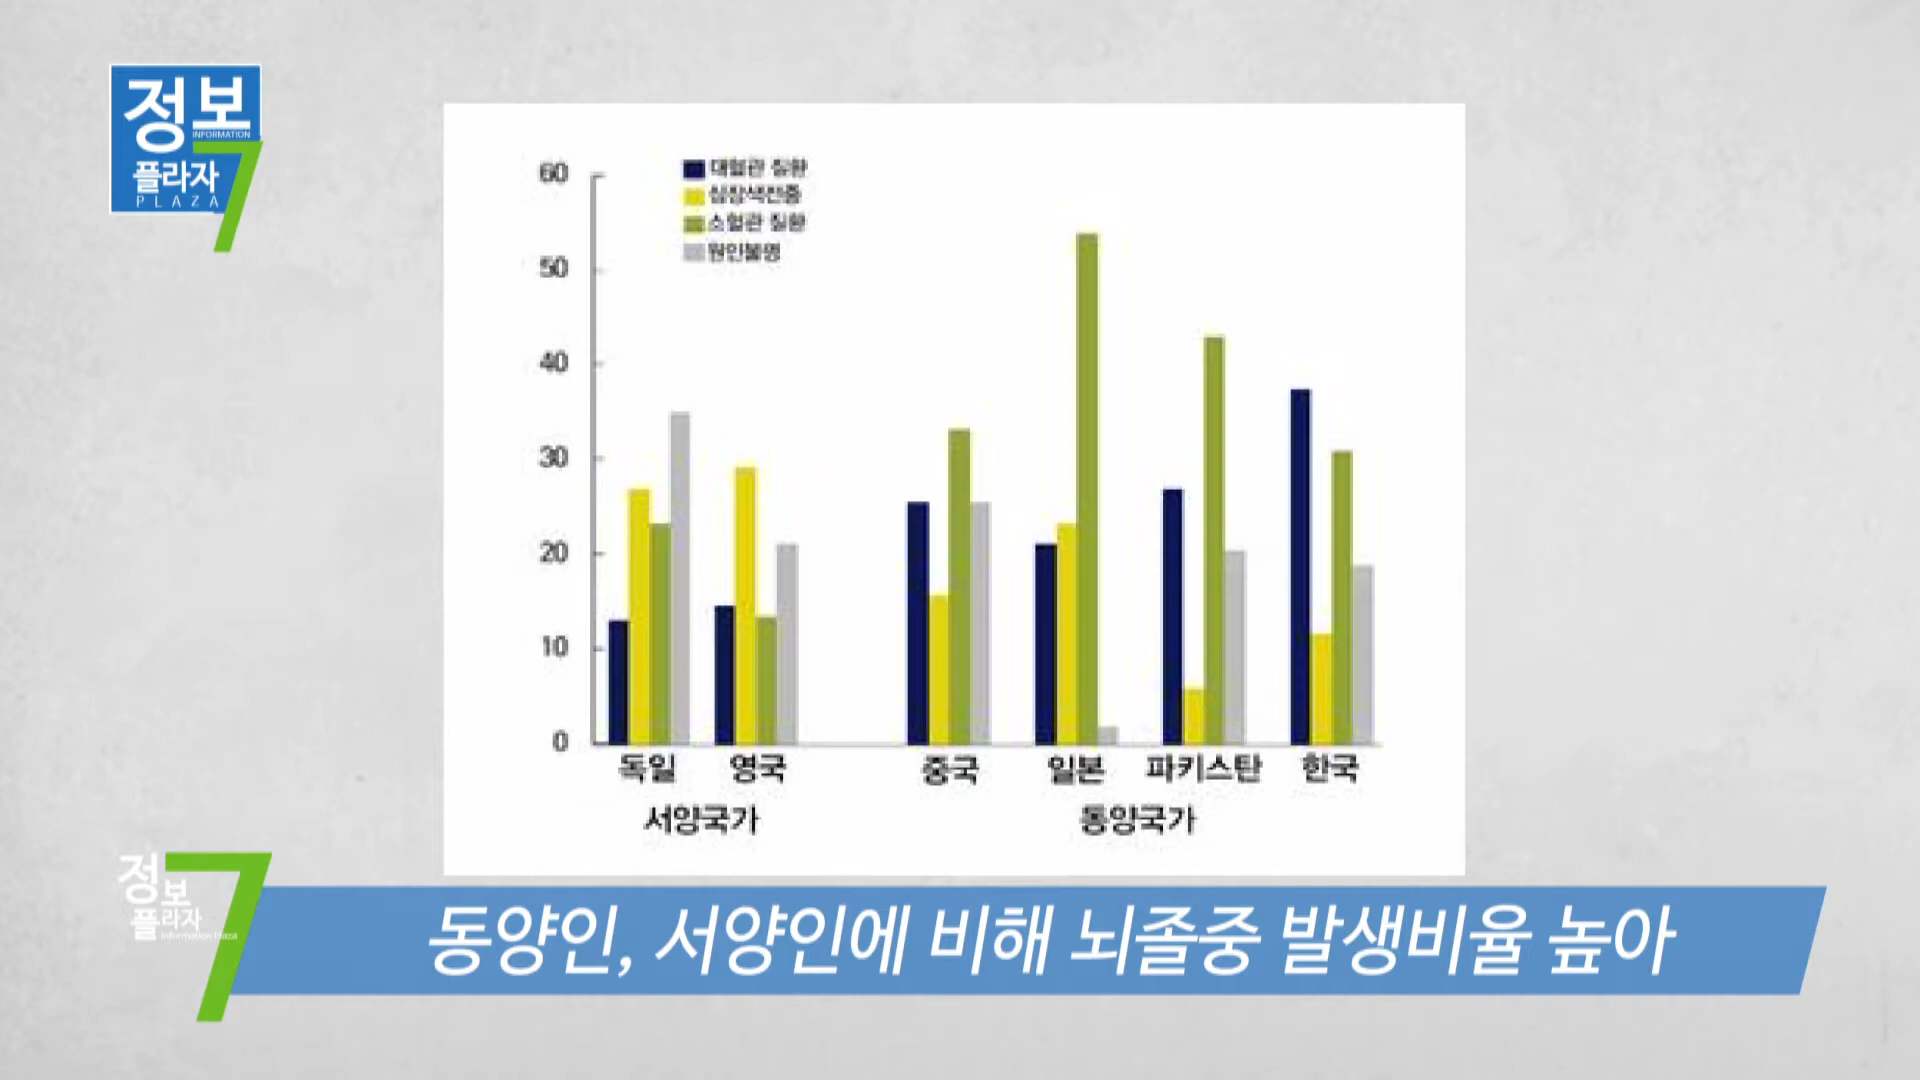 정보
INFORMATION
플라자
PLAZA
7
60
50
40
30
20
10
0
대혈관 질환
심장색전증
소혈관 질환
원인불명
독일
영국
중국
일본
파키스탄
한국
서양국가
동양국가
정보
플라자
Information Plaza
7
동양인, 서양인에 비해 뇌졸중 발생비율 높아